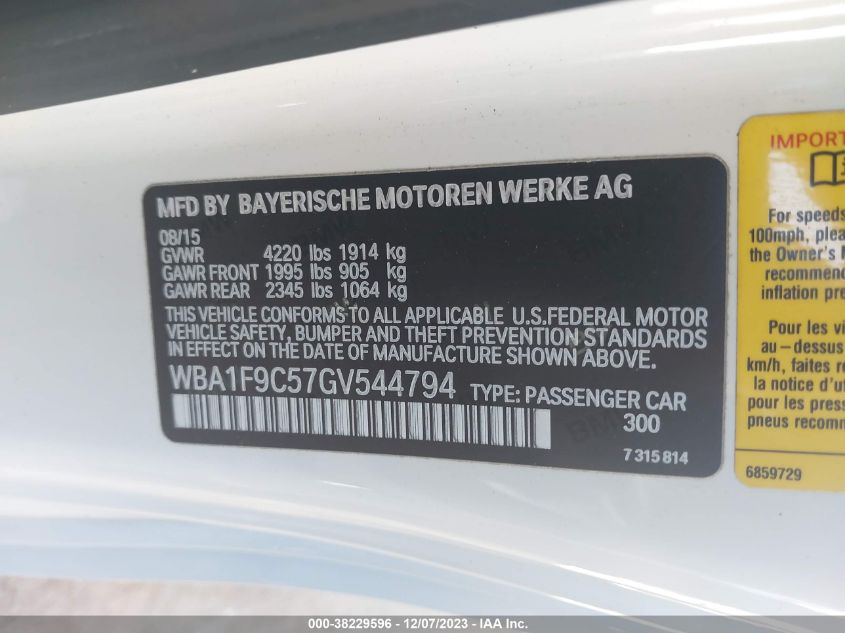 MFD BY BAYERISCHE MOTOREN WERKE AG
08/15
GVWR 4220 lbs 1914 kg
GAWR FRONT 1995 lbs 905 kg
GAWR REAR 2345 lbs 1064 kg
THIS VEHICLE CONFORMS TO ALL APPLICABLE U.S.FEDERAL MOTOR
VEHICLE SAFETY, BUMPER AND THEFT PREVENTION STANDARDS
IN EFFECT ON THE DATE OF MANUFACTURE SHOWN ABOVE.
WBA1F9C57GV544794 TYPE: PASSENGER CAR
300
7315814
IMPORT
For speeds
100mph, plea
the Owner's M
recommen
inflation pre
Pour les vi
au-dessus
km/h, faites r
la notice d'
pour les pres
pneus recomm
6859729
000-38229596 - 12/07/2023 - IAA Inc.